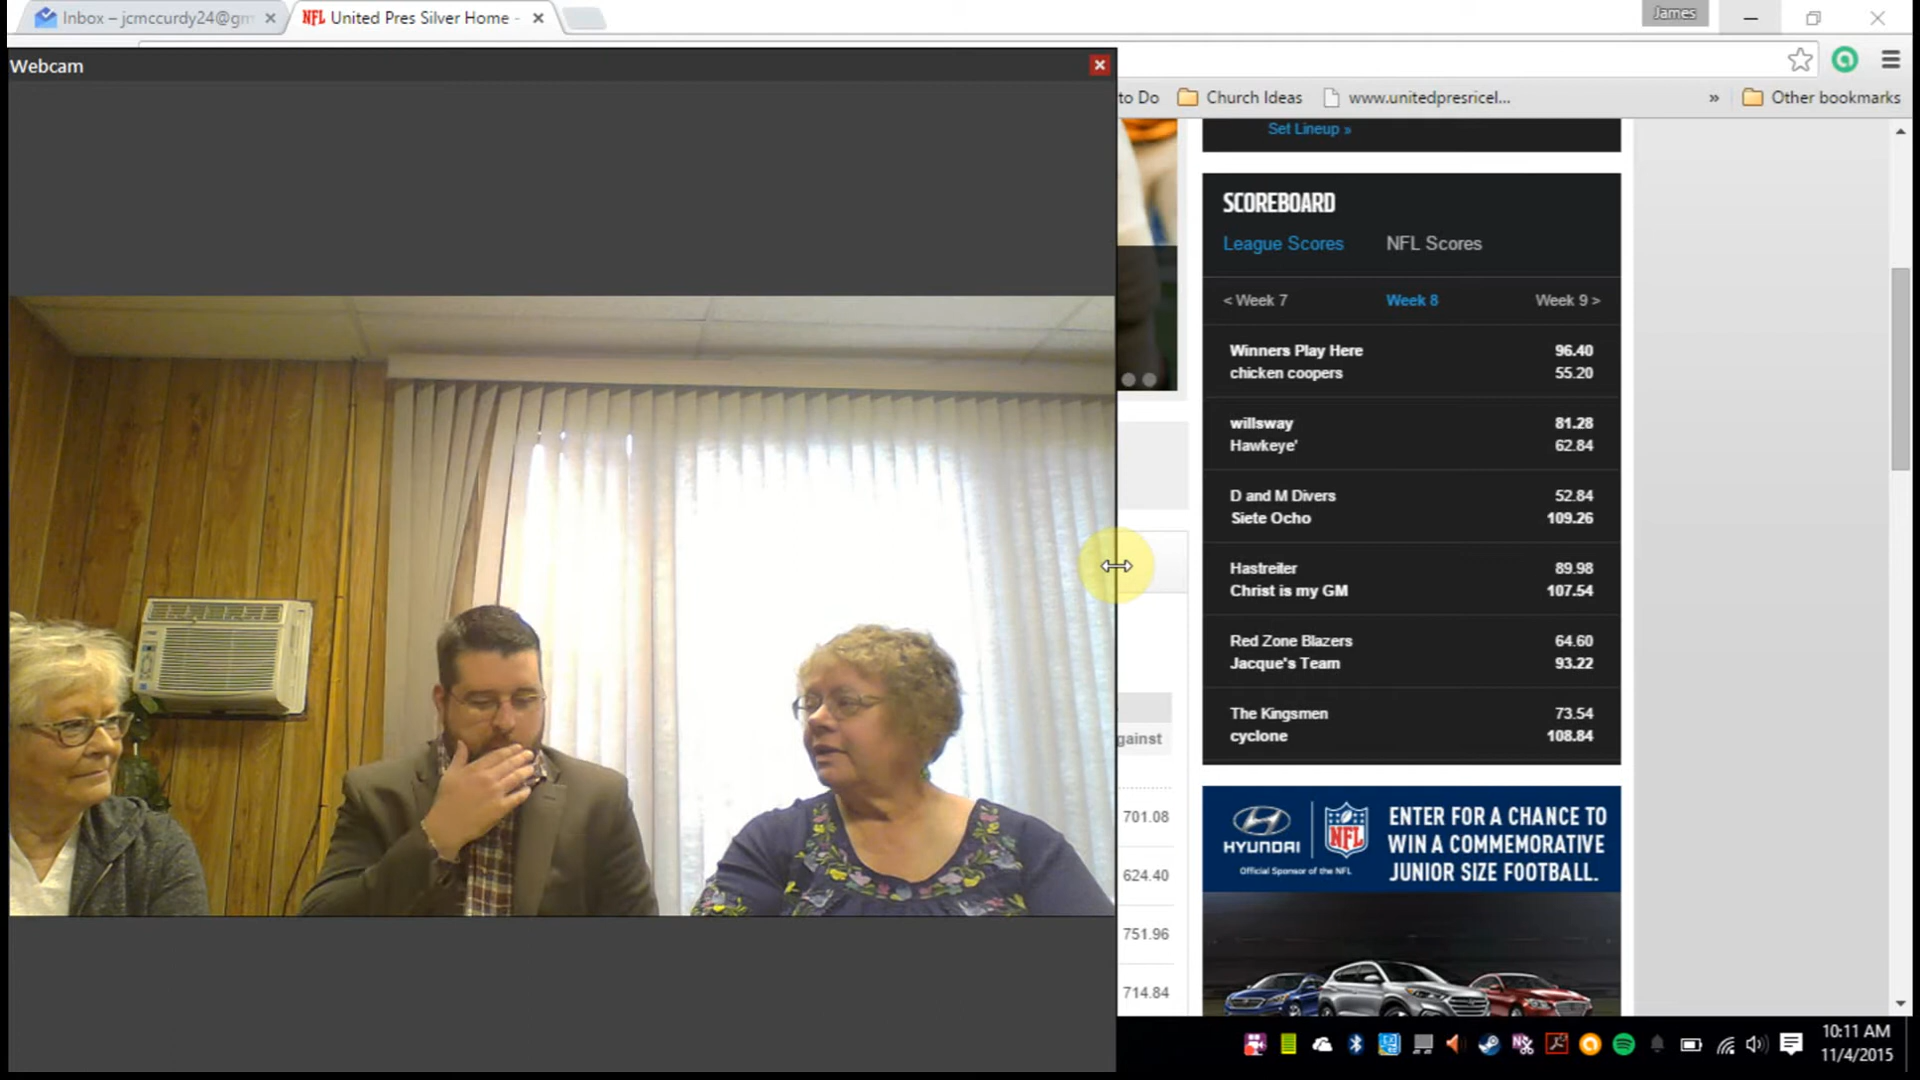 Inbox – jcmccurdy24@gm
NFL United Pres Silver Home -
James
Webcam
to Do
Church Ideas
www.unitedpresricel...
»
Other bookmarks
Set Lineup »
SCOREBOARD
League Scores NFL Scores
< Week 7 Week 8 Week 9 >
Winners Play Here 96.40
chicken coopers 55.20
willsway 81.28
Hawkeye' 62.84
D and M Divers 52.84
Siete Ocho 109.26
Hastreiter 89.98
Christ is my GM 107.54
Red Zone Blazers 64.60
Jacque's Team 93.22
The Kingsmen 73.54
cyclone 108.84
gainst
701.08
624.40
751.96
714.84
HYUNDAI NFL
Official Sponsor of the NFL
ENTER FOR A CHANCE TO
WIN A COMMEMORATIVE
JUNIOR SIZE FOOTBALL.
10:11 AM
11/4/2015